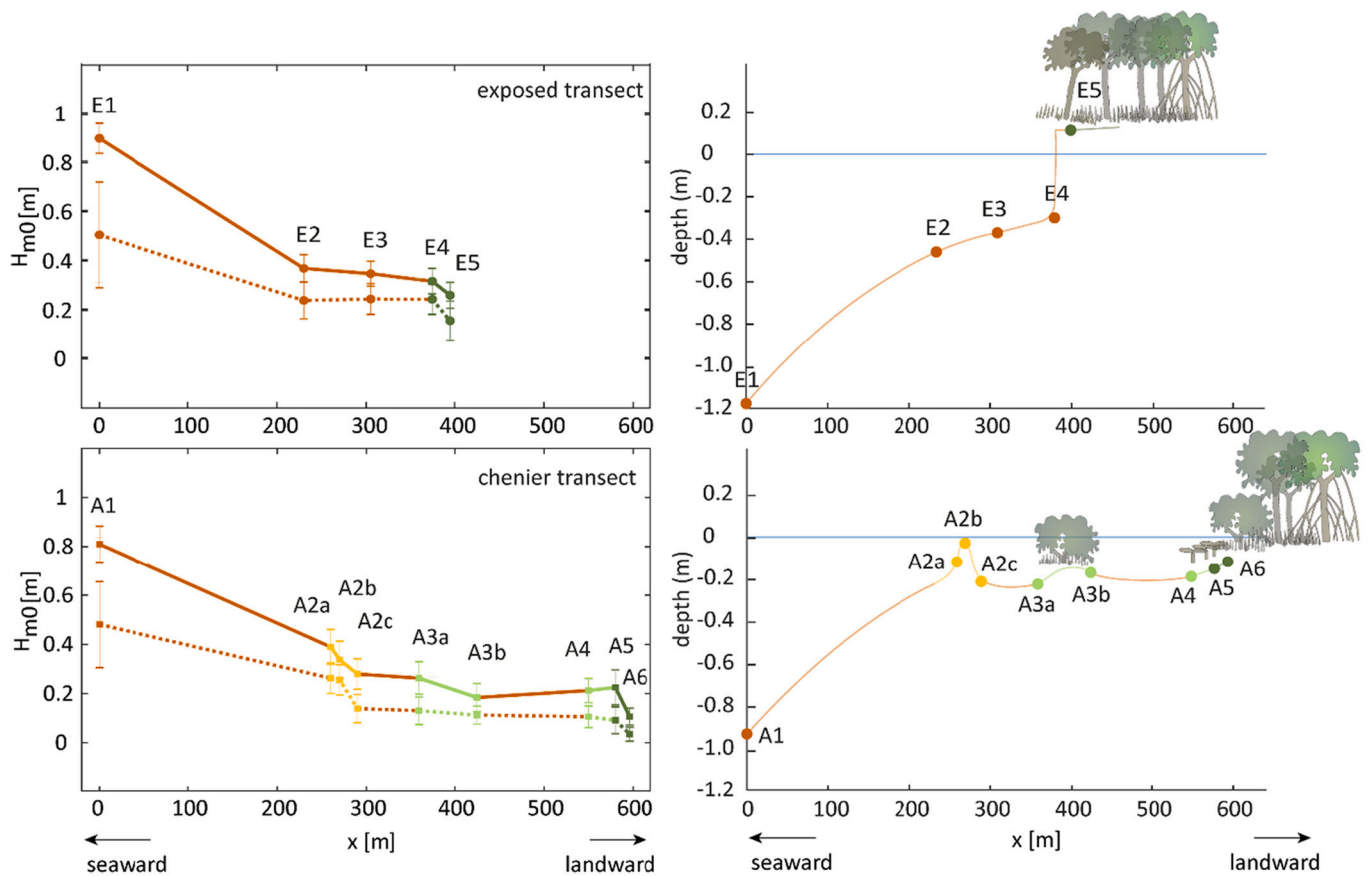 exposed transect
E1
E2
E3
E4
E5
H m0 [m]
1
0.8
0.6
0.4
0.2
0
0 100 200 300 400 500 600
E5
E4
E3
E2
E1
depth (m)
0.2
0
-0.2
-0.4
-0.6
-0.8
-1.0
-1.2
0 100 200 300 400 500 600
chenier transect
A1
A2a
A2b
A2c
A3a
A3b
A4
A5
A6
H m0 [m]
1
0.8
0.6
0.4
0.2
0
0 100 200 300 400 500 600
x [m]
seaward
landward
A2b
A2a
A2c
A3a
A3b
A4
A5
A6
A1
depth (m)
0.2
0
-0.2
-0.4
-0.6
-0.8
-1.0
-1.2
0 100 200 300 400 500 600
x [m]
seaward
landward